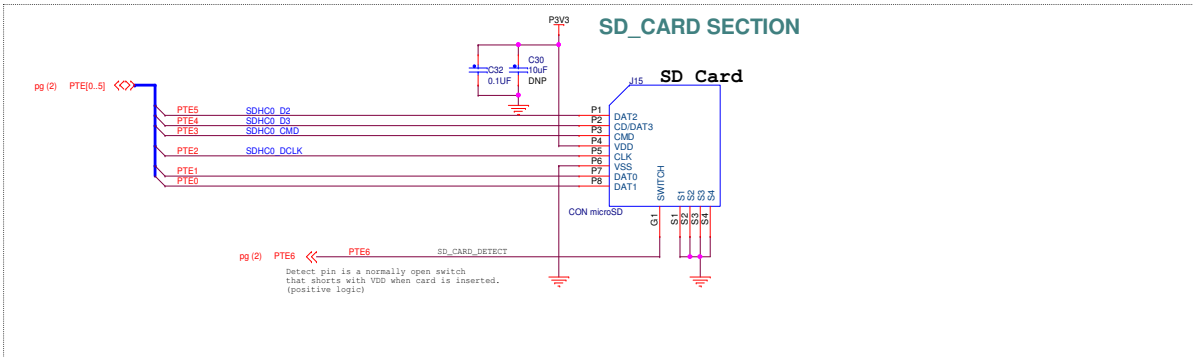 P3V3
SD_CARD SECTION
C30
C32
10uF
0.1UF
DNP
J15
SD Card
pg (2)
PTE[0..5]
PTE5
SDHC0_D2
P1
DAT2
PTE4
SDHC0_D3
P2
CD/DAT3
PTE3
SDHC0_CMD
P3
CMD
P4
VDD
PTE2
SDHC0_DCLK
P5
CLK
P6
VSS
PTE1
P7
DAT0
PTE0
P8
DAT1
SWITCH
S1
S2
S3
S4
CON microSD
G1
S1
S2
S3
S4
pg (2)
PTE6
PTE6
SD_CARD_DETECT
Detect pin is a normally open switch
that shorts with VDD when card is inserted.
(positive logic)